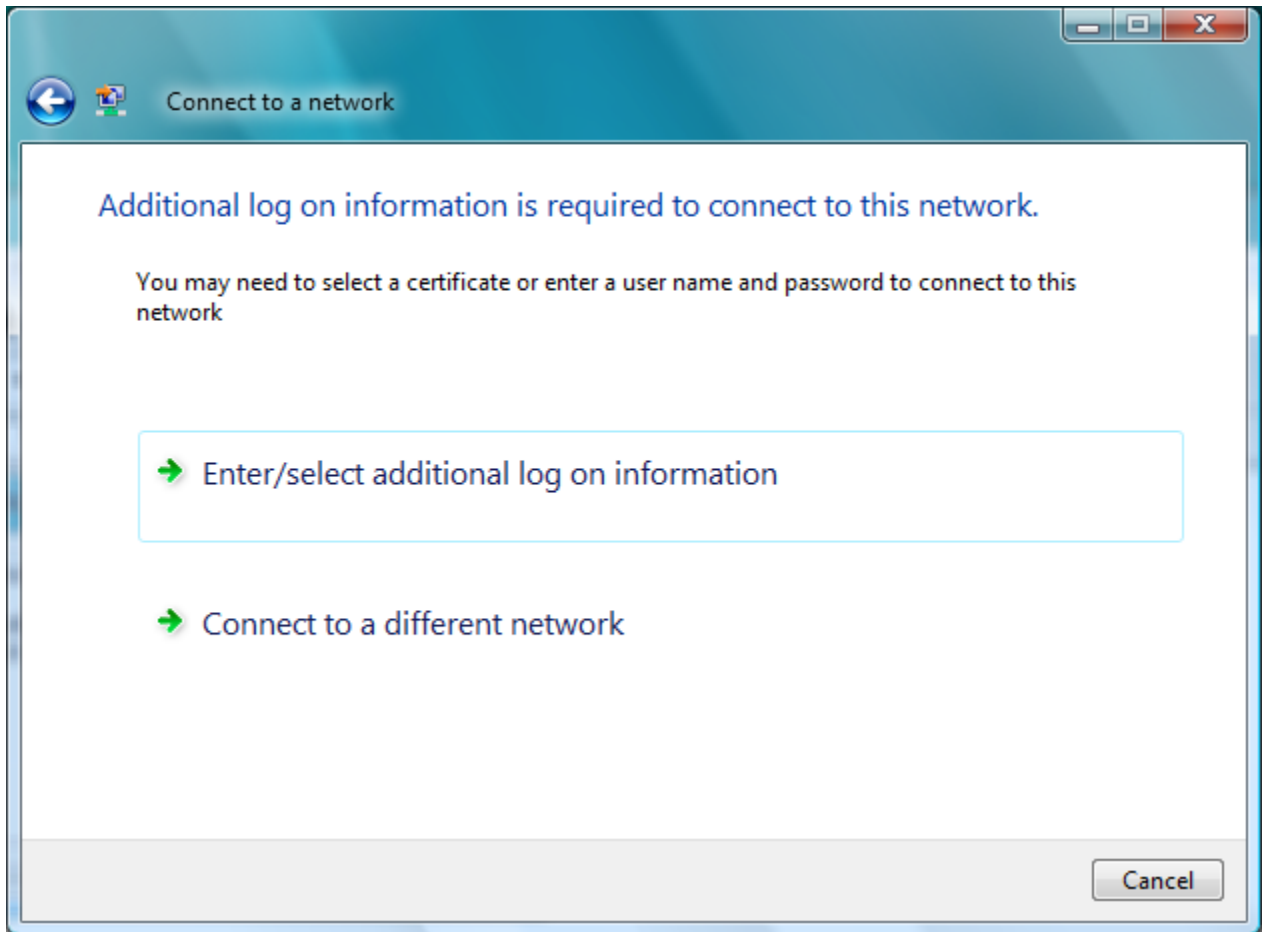 Connect to a network
Additional log on information is required to connect to this network.
You may need to select a certificate or enter a user name and password to connect to this
network
Enter/select additional log on information
Connect to a different network
Cancel